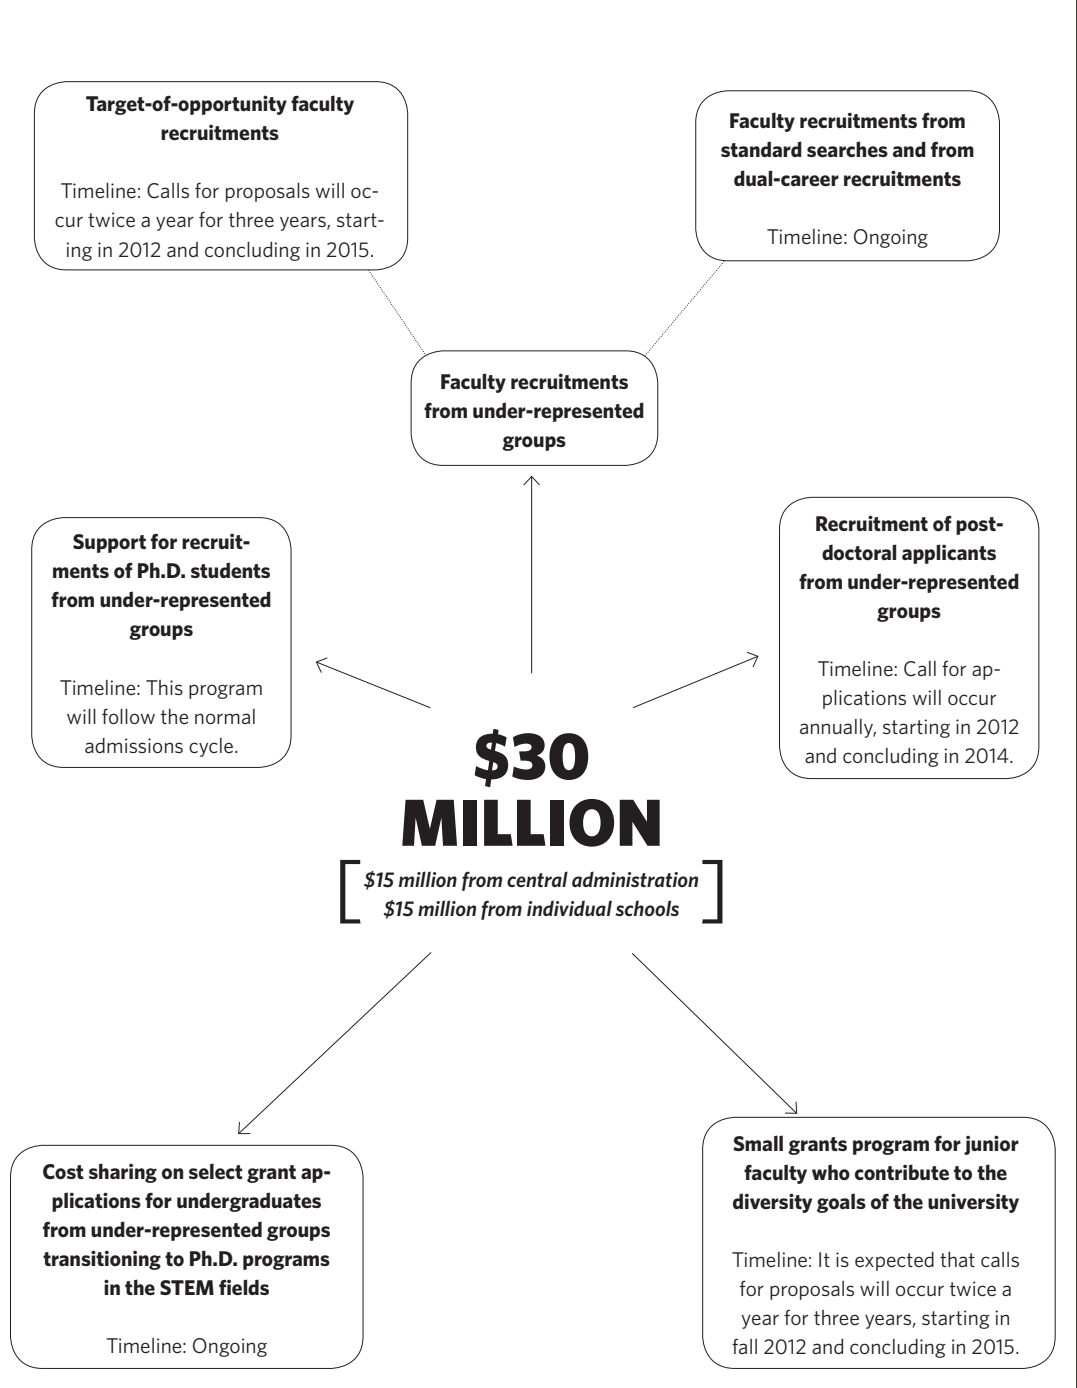 Target-of-opportunity faculty
recruitments
Timeline: Calls for proposals will oc-
cur twice a year for three years, start-
ing in 2012 and concluding in 2015.
Faculty recruitments from
standard searches and from
dual-career recruitments
Timeline: Ongoing
Faculty recruitments
from under-represented
groups
Support for recruit-
ments of Ph.D. students
from under-represented
groups
Timeline: This program
will follow the normal
admissions cycle.
Recruitment of post-
doctoral applicants
from under-represented
groups
Timeline: Call for ap-
plications will occur
annually, starting in 2012
and concluding in 2014.
$30
MILLION
$15 million from central administration
$15 million from individual schools
Cost sharing on select grant ap-
plications for undergraduates
from under-represented groups
transitioning to Ph.D. programs
in the STEM fields
Timeline: Ongoing
Small grants program for junior
faculty who contribute to the
diversity goals of the university
Timeline: It is expected that calls
for proposals will occur twice a
year for three years, starting in
fall 2012 and concluding in 2015.